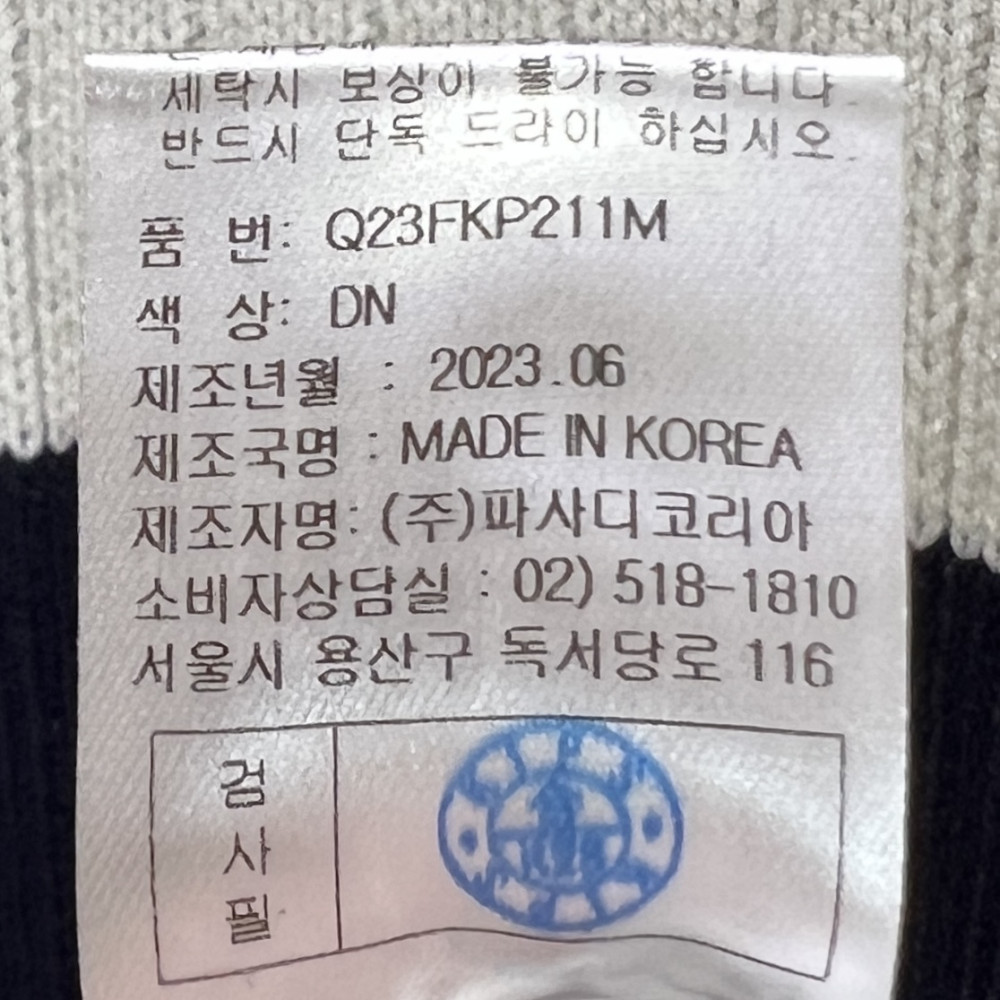 세탁시 보상이 불가능 합니다.
반드시 단독 드라이 하십시오.
품 번: Q23FKP211M
색 상: DN
제조년월 : 2023.06
제조국명 : MADE IN KOREA
제조자명: (주)파사디코리아
소비자상담실 : 02) 518-1810
서울시 용산구 독서당로 116
검
사
필